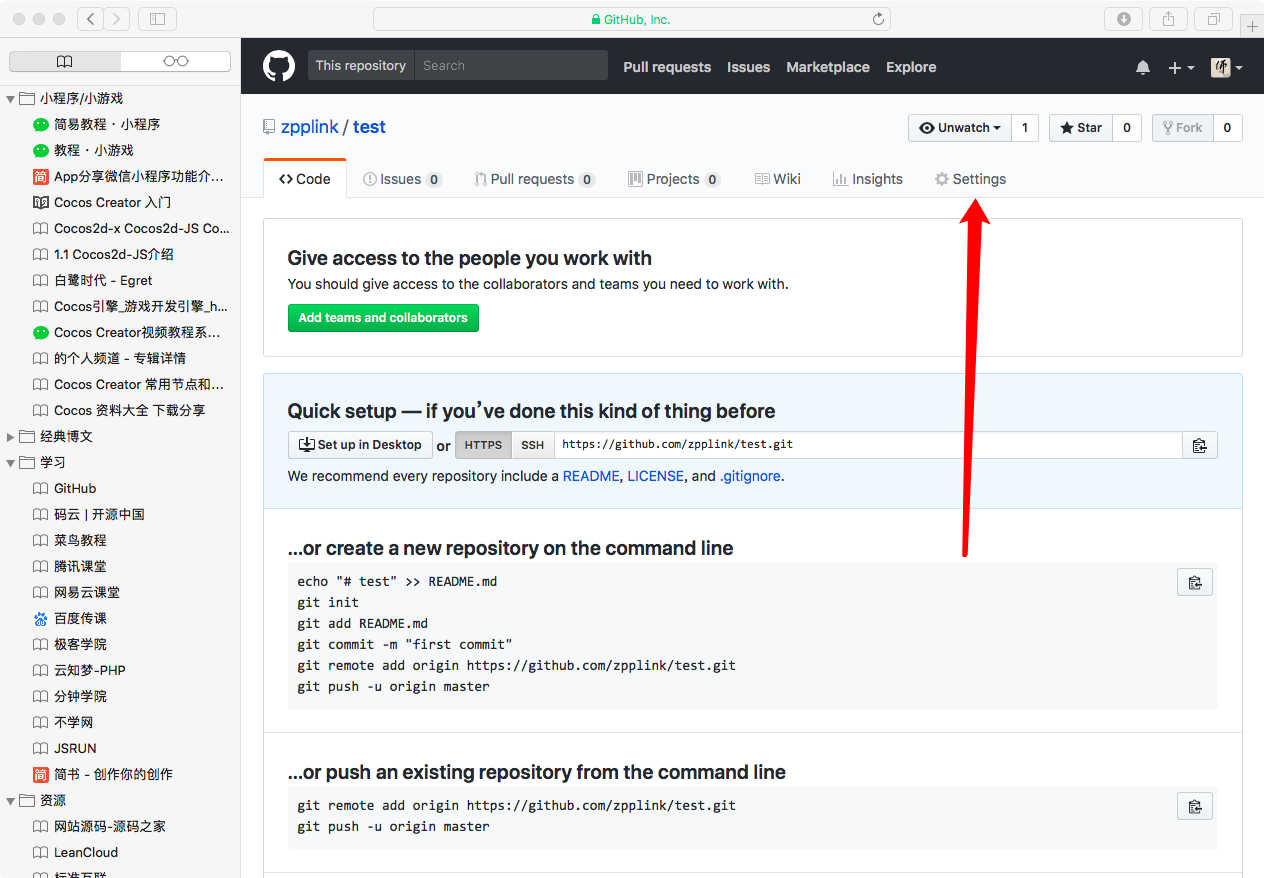 GitHub, Inc.
小程序/小游戏
简易教程・小程序
教程・小游戏
简 App分享微信小程序功能介…
Cocos Creator 入门
Cocos2d-x Cocos2d-JS Co...
1.1 Cocos2d-JS介绍
白鹭时代 - Egret
Cocos引擎_游戏开发引擎_h...
Cocos Creator视频教程系…
的个人频道 - 专辑详情
Cocos Creator 常用节点和…
Cocos 资料大全 下载分享
经典博文
学习
GitHub
码云 | 开源中国
菜鸟教程
腾讯课堂
网易云课堂
百度传课
极客学院
云知梦-PHP
分钟学院
不学网
JSRUN
简 简书 - 创作你的创作
资源
网站源码-源码之家
LeanCloud
标准互联
This repository Search Pull requests Issues Marketplace Explore
zpplink / test
Unwatch 1 Star 0 Fork 0
Code Issues 0 Pull requests 0 Projects 0 Wiki Insights Settings
Give access to the people you work with
You should give access to the collaborators and teams you need to work with.
Add teams and collaborators
Quick setup — if you’ve done this kind of thing before
Set up in Desktop or HTTPS SSH https://github.com/zpplink/test.git
We recommend every repository include a README, LICENSE, and .gitignore.
…or create a new repository on the command line
echo "# test" >> README.md
git init
git add README.md
git commit -m "first commit"
git remote add origin https://github.com/zpplink/test.git
git push -u origin master
…or push an existing repository from the command line
git remote add origin https://github.com/zpplink/test.git
git push -u origin master